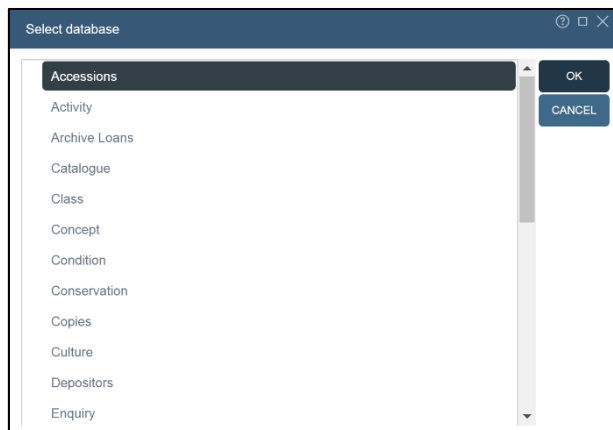 Select database
Accessions
OK
Activity
CANCEL
Archive Loans
Catalogue
Class
Concept
Condition
Conservation
Copies
Culture
Depositors
Enquiry